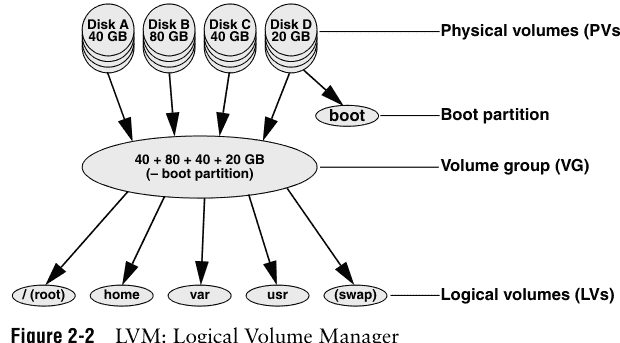 Disk A
40 GB
Disk B
80 GB
Disk C
40 GB
Disk D
20 GB
Physical volumes (PVs
boot
Boot partition
40 + 80 + 40 + 20 GB
(– boot partition)
Volume group (VG)
/ (root)
home
var
usr
(swap)
Logical volumes (LVs)
Figure 2-2 LVM: Logical Volume Manager